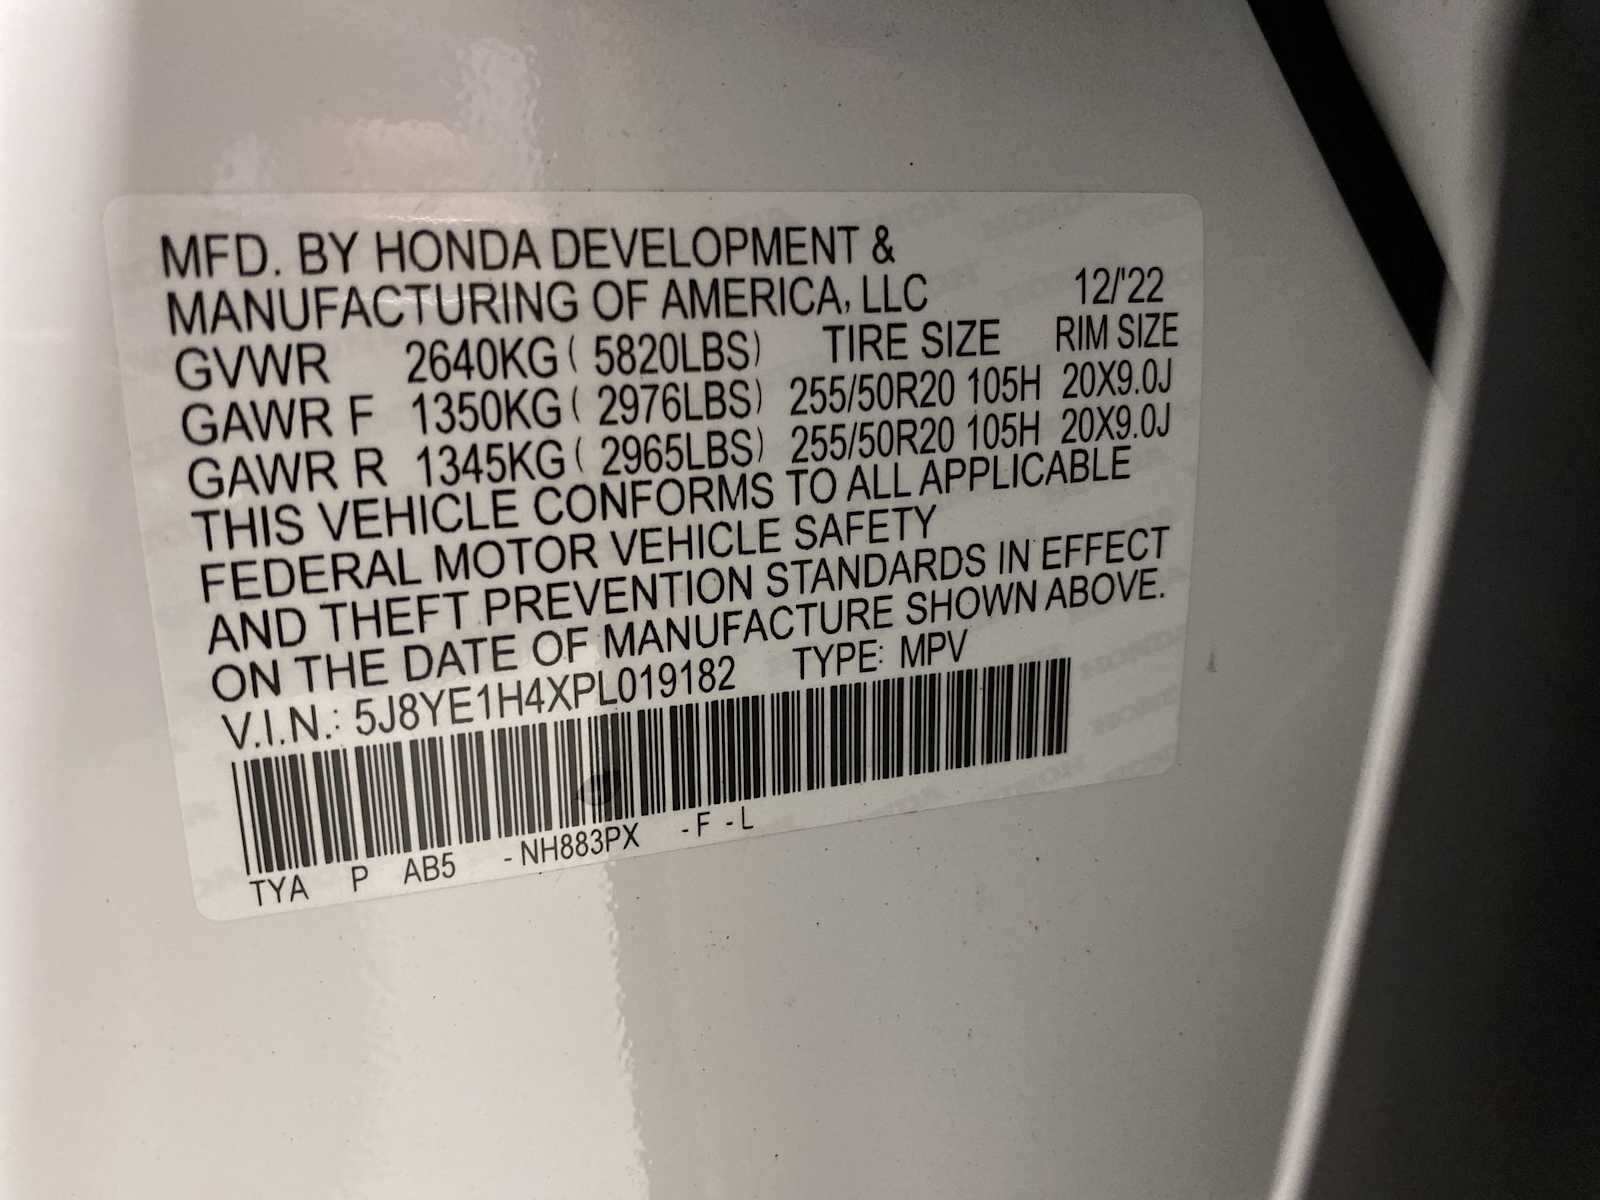 MFD. BY HONDA DEVELOPMENT &
MANUFACTURING OF AMERICA, LLC 12/'22
GVWR 2640KG ( 5820LBS) TIRE SIZE RIM SIZE
GAWR F 1350KG ( 2976LBS) 255/50R20 105H 20X9.0J
GAWR R 1345KG ( 2965LBS) 255/50R20 105H 20X9.0J
THIS VEHICLE CONFORMS TO ALL APPLICABLE
FEDERAL MOTOR VEHICLE SAFETY
AND THEFT PREVENTION STANDARDS IN EFFECT
ON THE DATE OF MANUFACTURE SHOWN ABOVE.
V.I.N.: 5J8YE1H4XPL019182 TYPE: MPV
TYA P AB5 -NH883PX -F -L